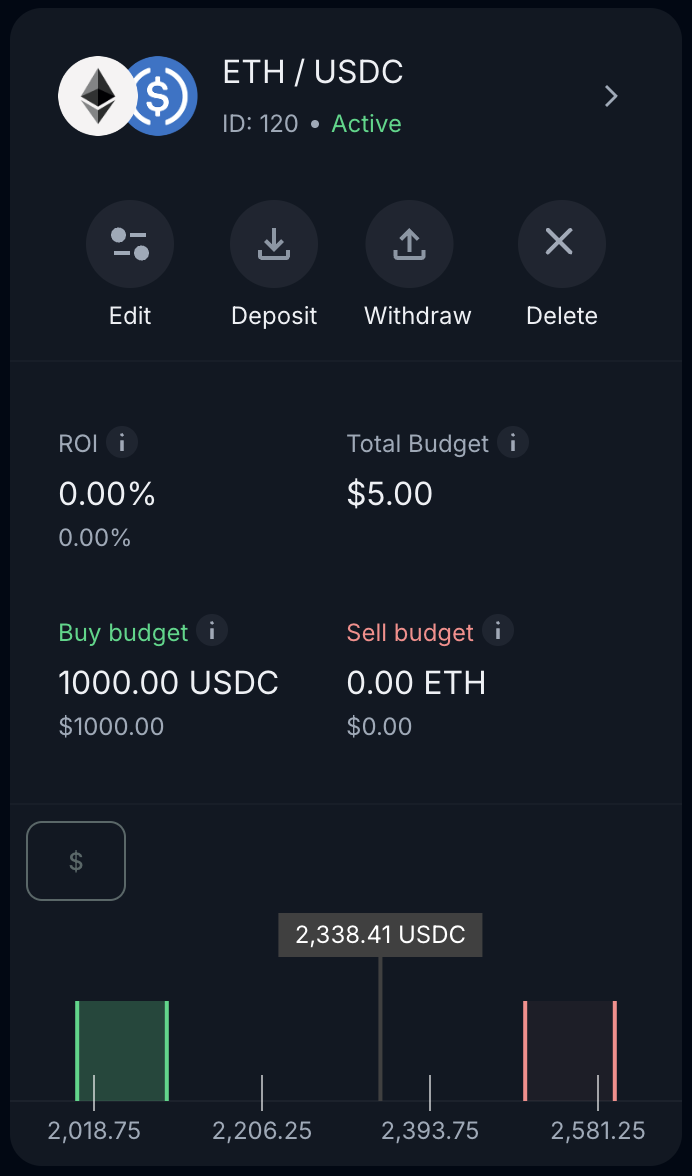 ETH / USDC
ID: 120 • Active
Edit Deposit Withdraw Delete
ROI i Total Budget i
0.00% $5.00
0.00%
Buy budget i Sell budget i
1000.00 USDC 0.00 ETH
$1000.00 $0.00
$
2,338.41 USDC
2,018.75 2,206.25 2,393.75 2,581.25